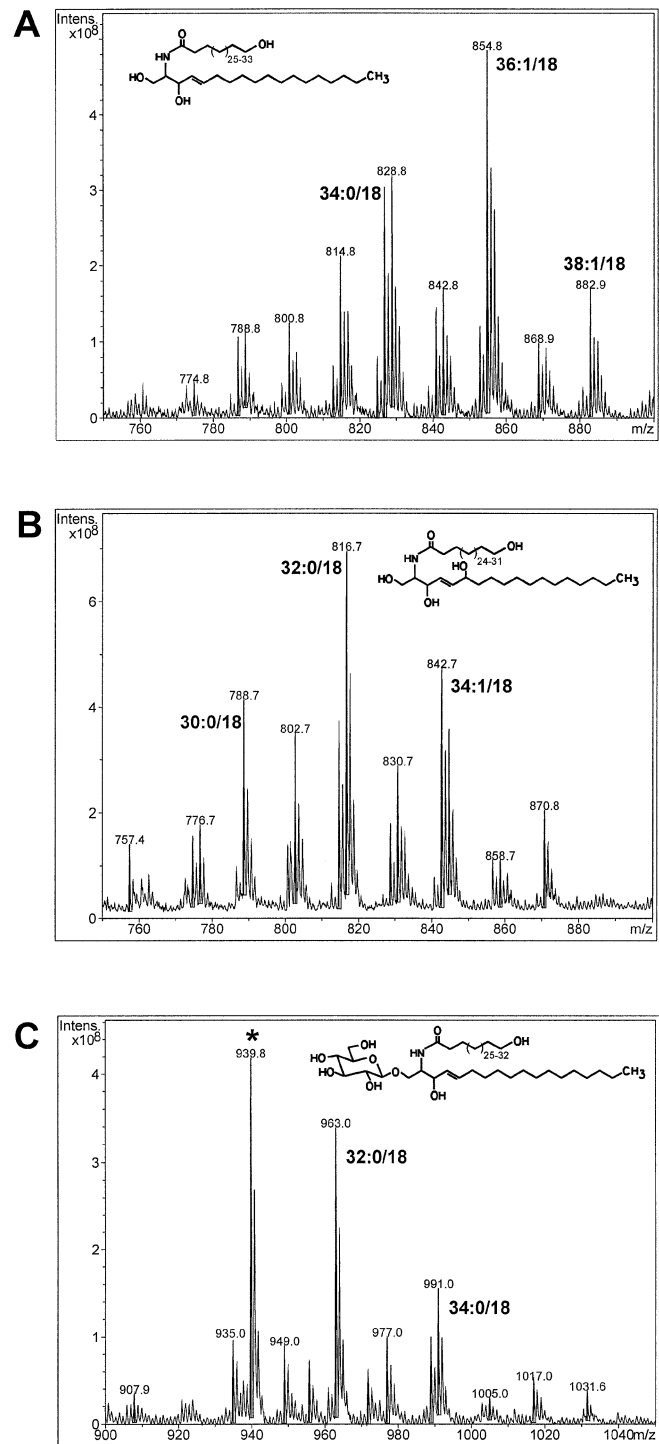 A
Intens.
x10⁸
4
3
2
1
0
O
HN
OH
25-33
HO
OH
CH₃
774.8
788.8
800.8
814.8
34:0/18
828.8
842.8
854.8
36:1/18
868.9
38:1/18
882.9
760 780 800 820 840 860 880 m/z
B
Intens.
x10⁸
6
4
2
0
757.4
776.7
30:0/18
788.7
802.7
32:0/18
816.7
830.7
842.7
34:1/18
858.7
870.8
O
HN
OH
24-31
HO
HO
OH
CH₃
760 780 800 820 840 860 880 m/z
C
Intens.
x10⁸
4
3
2
1
0
907.9
935.0
*
939.8
949.0
963.0
32:0/18
977.0
991.0
34:0/18
1005.0
1017.0
1031.6
OH
HO
HO
OH
O
O
O
HN
OH
25-32
OH
CH₃
900 920 940 960 980 1000 1020 1040m/z